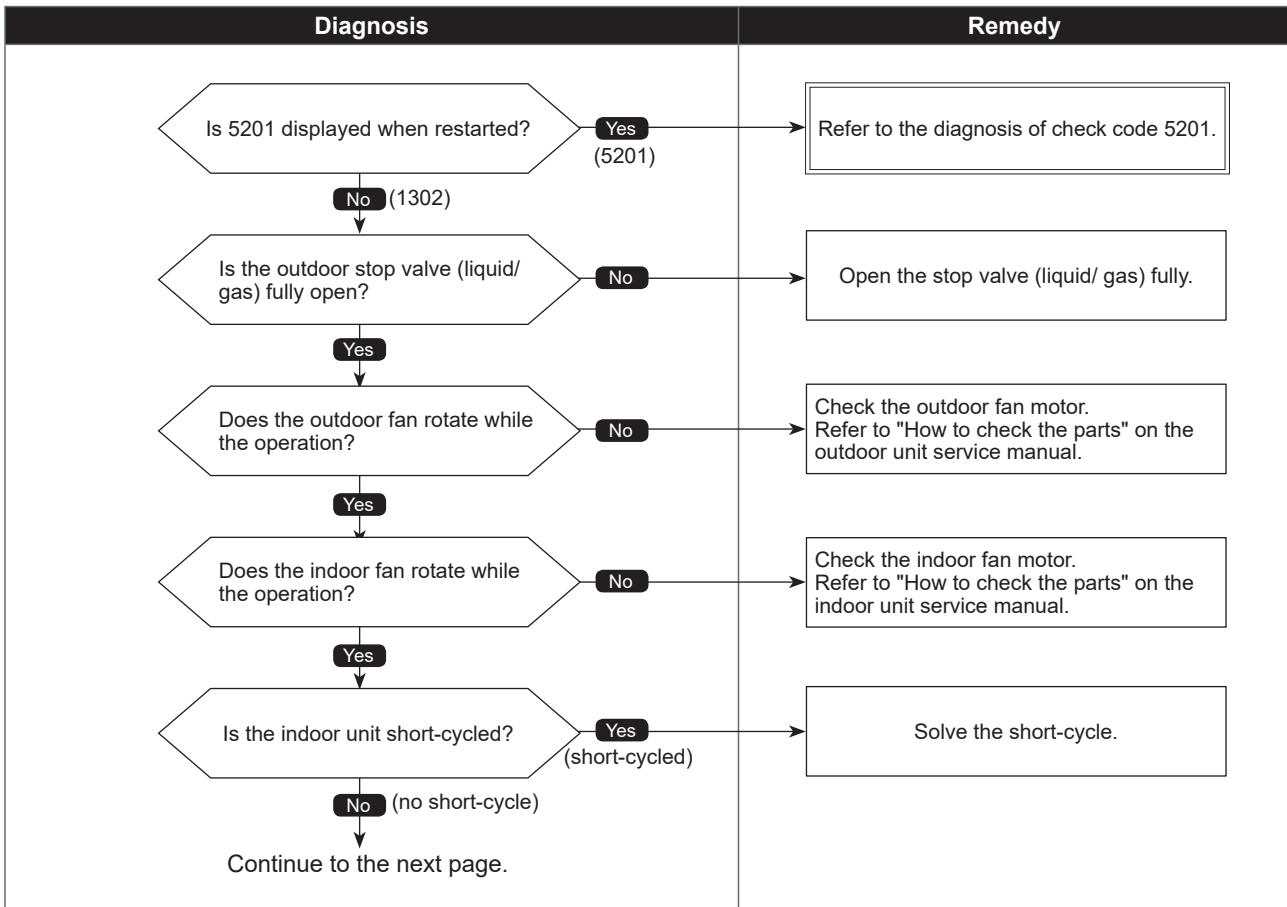 Diagnosis
Remedy
Is 5201 displayed when restarted?
Yes
(5201)
Refer to the diagnosis of check code 5201.
No
(1302)
Is the outdoor stop valve (liquid/
gas) fully open?
No
Open the stop valve (liquid/ gas) fully.
Yes
Does the outdoor fan rotate while
the operation?
No
Check the outdoor fan motor.
Refer to "How to check the parts" on the
outdoor unit service manual.
Yes
Does the indoor fan rotate while
the operation?
No
Check the indoor fan motor.
Refer to "How to check the parts" on the
indoor unit service manual.
Yes
Is the indoor unit short-cycled?
Yes
(short-cycled)
Solve the short-cycle.
No
(no short-cycle)
Continue to the next page.